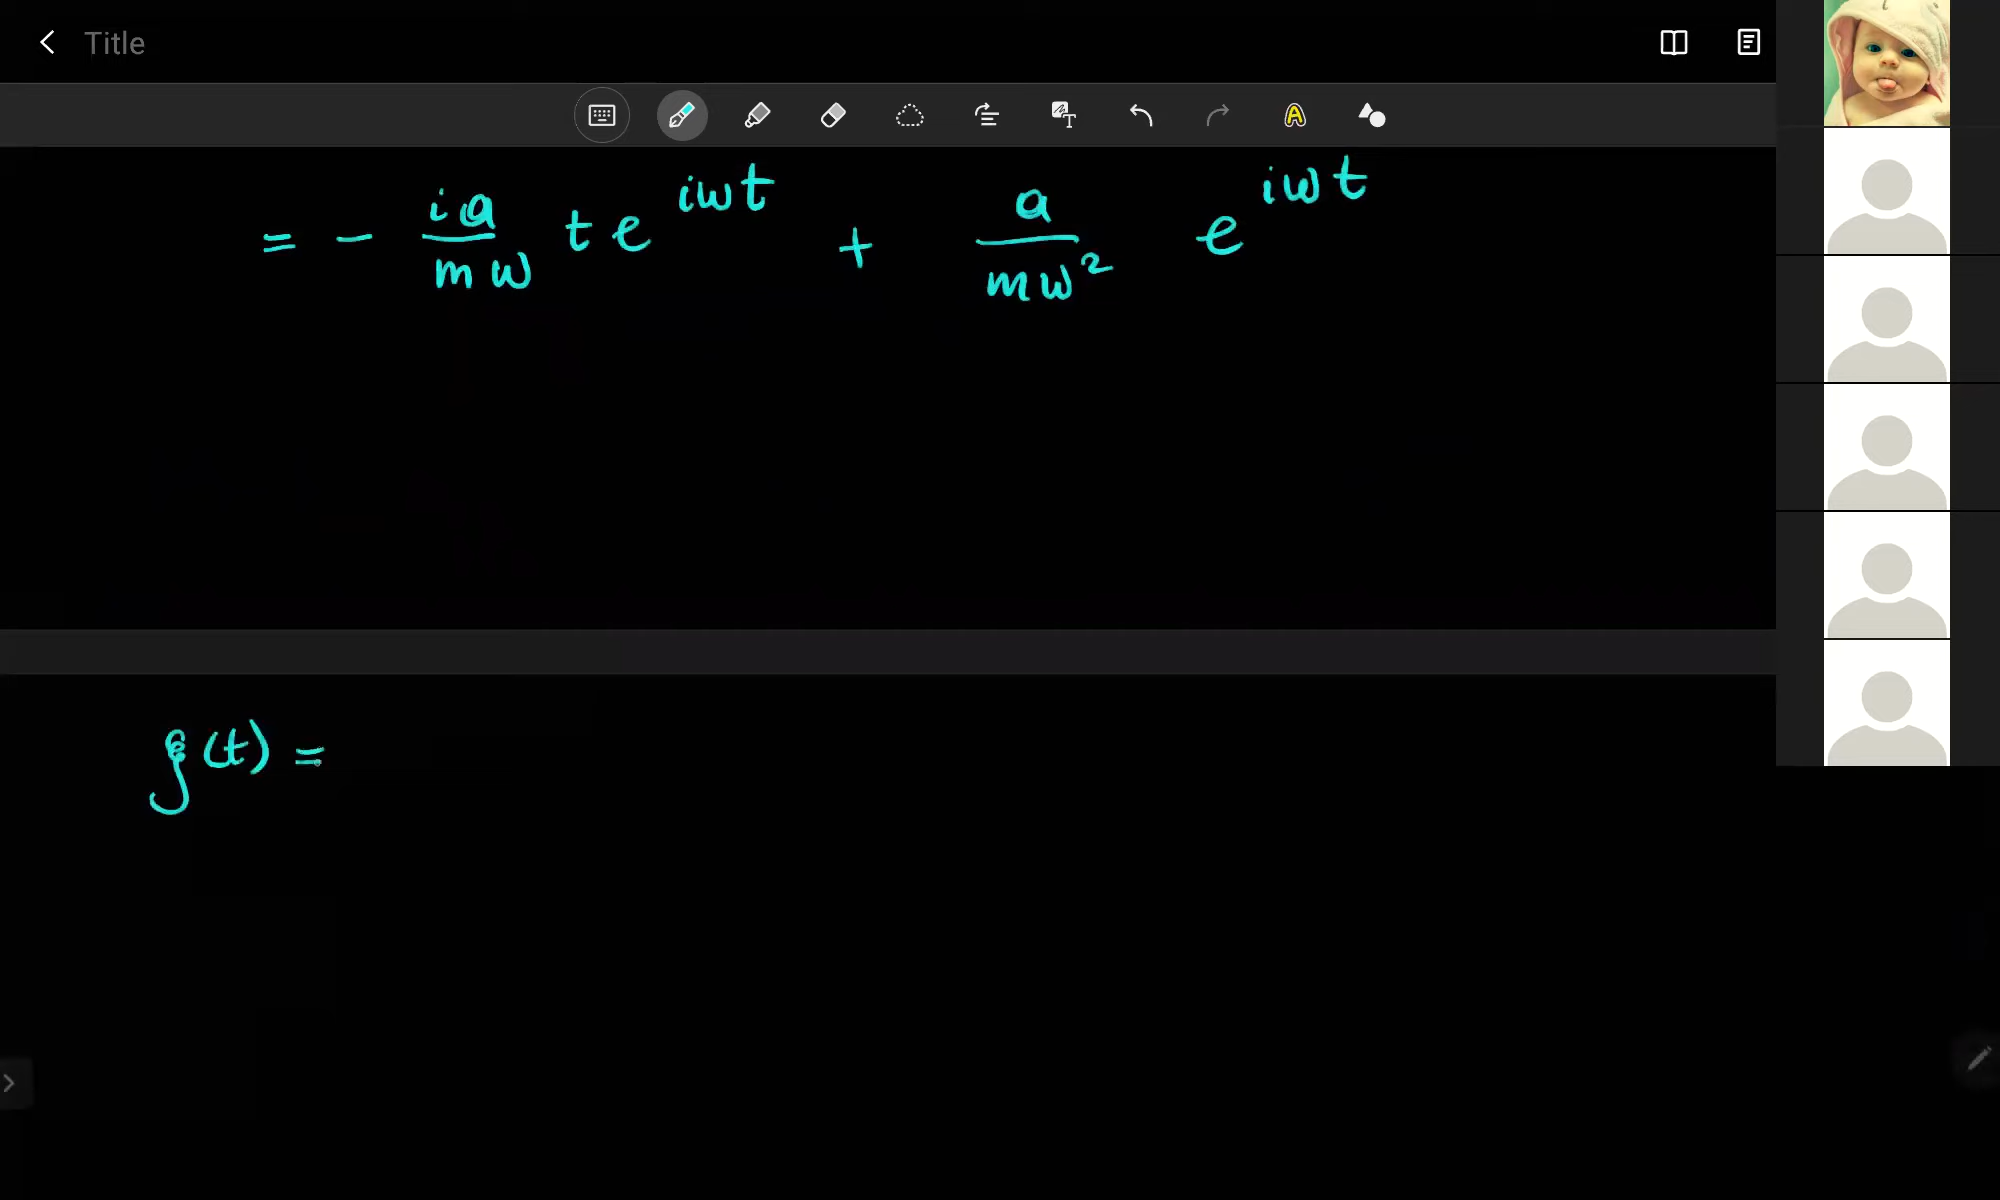 Title
= - ia/mω t e^{iωt} + a/mω² e^{iωt}
ξ(t) =